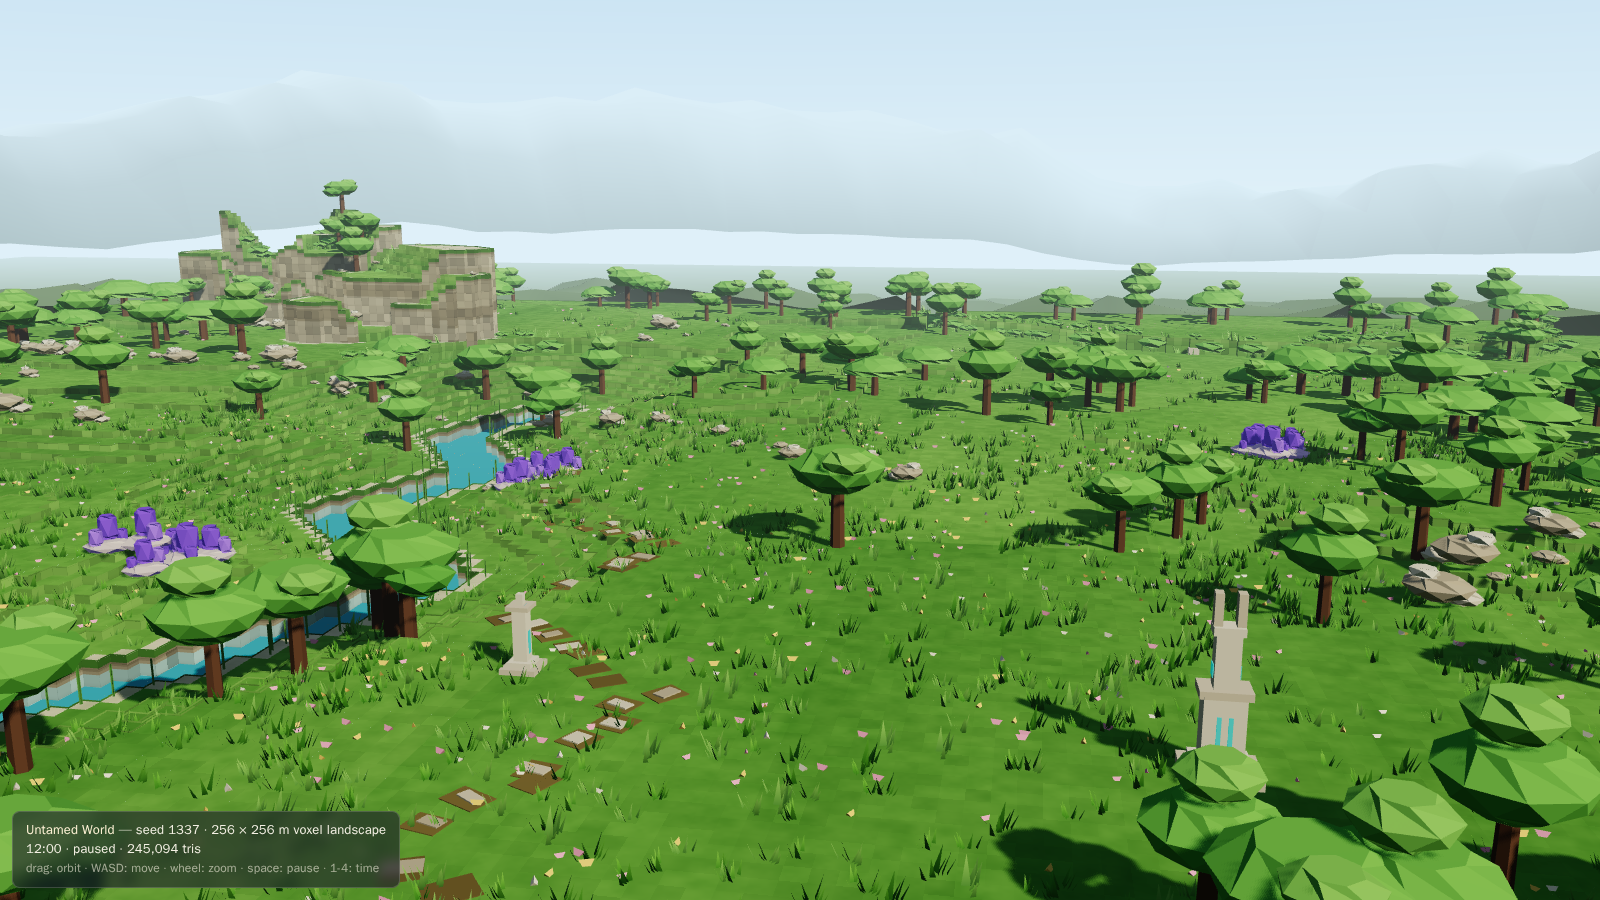 Untamed World — seed 1337 · 256 × 256 m voxel landscape
12:00 · paused · 245,094 tris
drag: orbit · WASD: move · wheel: zoom · space: pause · 1-4: time